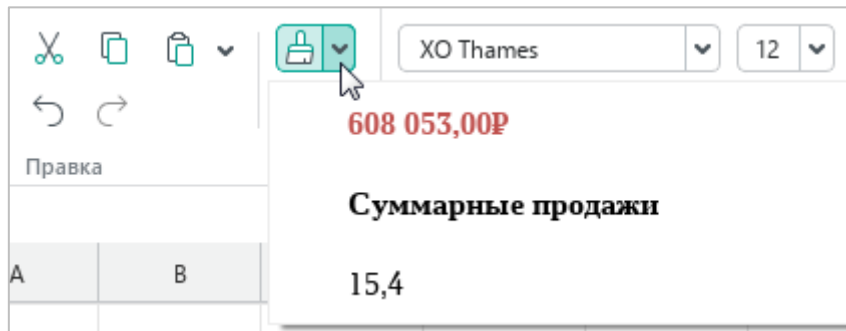 XO Thames
12
608 053,00₽
Правка
Суммарные продажи
A
B
15,4